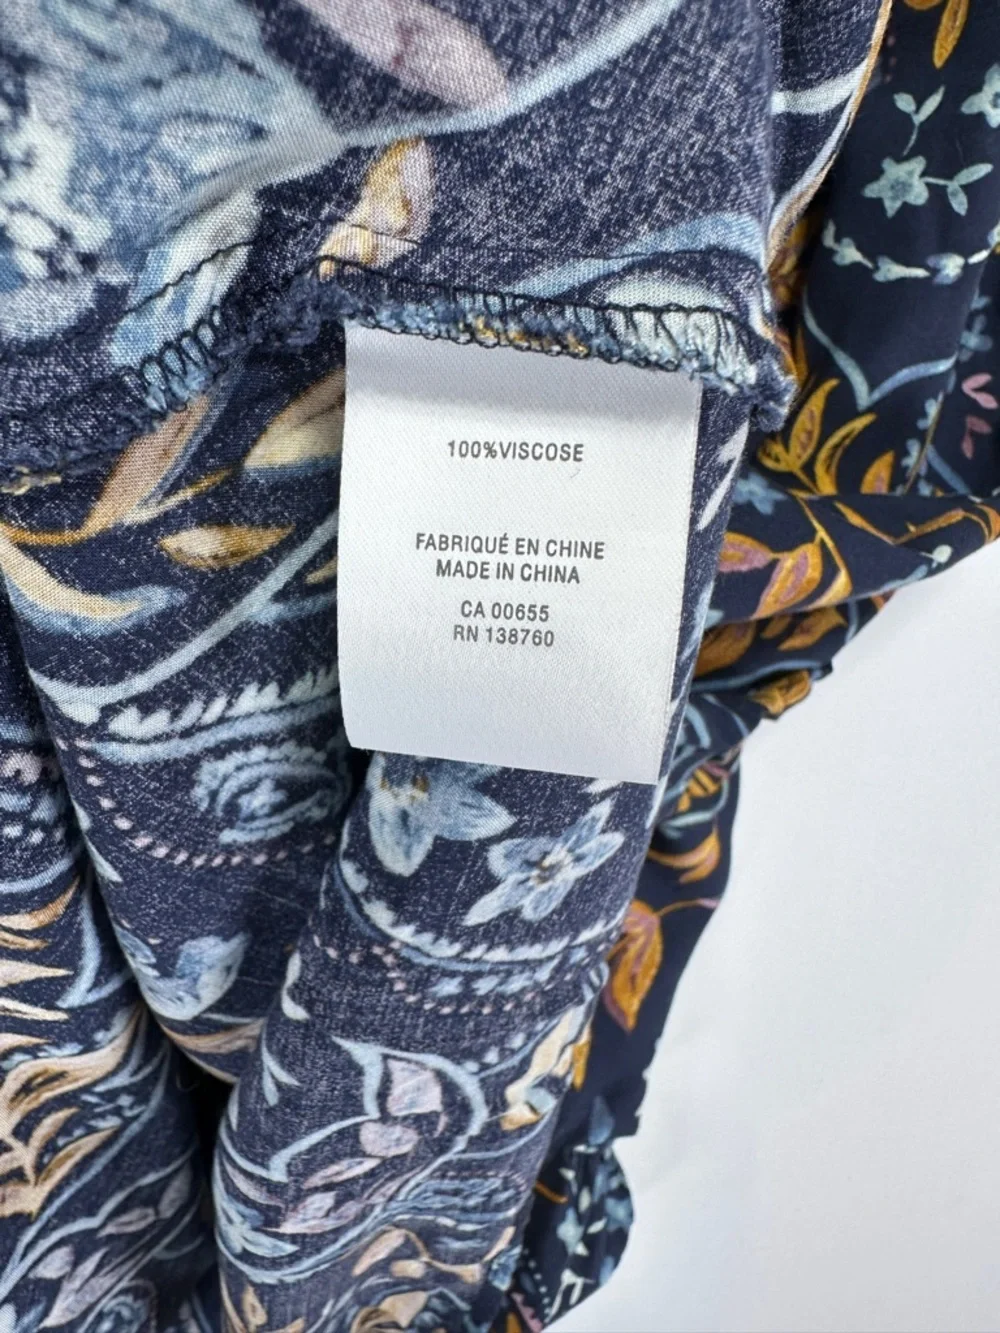 100%VISCOSE
FABRIQUÉ EN CHINE
MADE IN CHINA
CA 00655
RN 138760